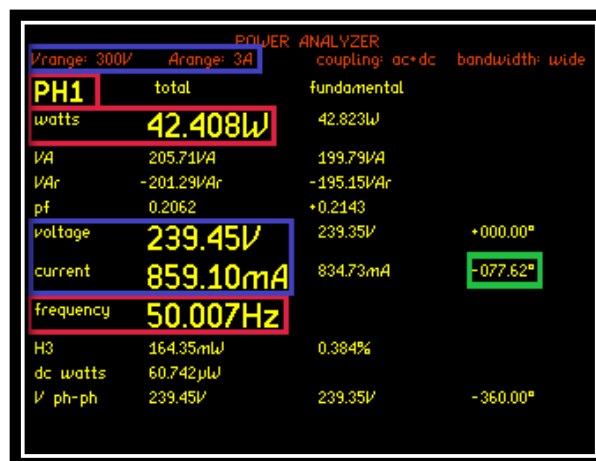 POWER ANALYZER
Vrange: 300V Arange: 3A coupling: ac+dc bandwidth: wide
PH1 total fundamental
watts 42.408W 42.823W
VA 205.71VA 199.79VA
VAr -201.29VAr -195.15VAr
pf 0.2062 +0.2143
voltage 239.45V 239.35V +000.00°
current 859.10mA 834.73mA -077.62°
frequency 50.007Hz
H3 164.35mW 0.384%
dc watts 60.742µW
V ph-ph 239.45V 239.35V -360.00°